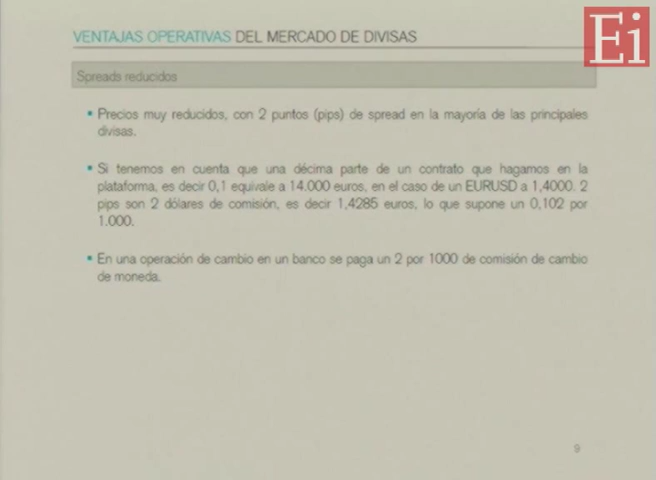 VENTAJAS OPERATIVAS DEL MERCADO DE DIVISAS
Ei
Spreads reducidos
Precios muy reducidos, con 2 puntos (pips) de spread en la mayoría de las principales
divisas.
Si tenemos en cuenta que una décima parte de un contrato que hagamos en la
plataforma, es decir 0,1 equivale a 14.000 euros, en el caso de un EURUSD a 1,4000. 2
pips son 2 dólares de comisión, es decir 1,4285 euros, lo que supone un 0,102 por
1.000.
En una operación de cambio en un banco se paga un 2 por 1000 de comisión de cambio
de moneda.
9